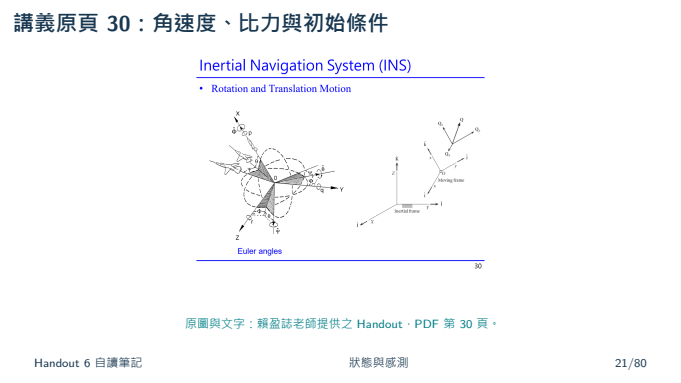 講義原頁 30：角速度、比力與初始條件
Inertial Navigation System (INS)
• Rotation and Translation Motion
X
Y
Z
O
Q
k
j
i
Moving frame
Inertial frame
Euler angles
30
原圖與文字：賴盈誌老師提供之 Handout，PDF 第 30 頁。
Handout 6 自讀筆記
狀態與感測
21/80